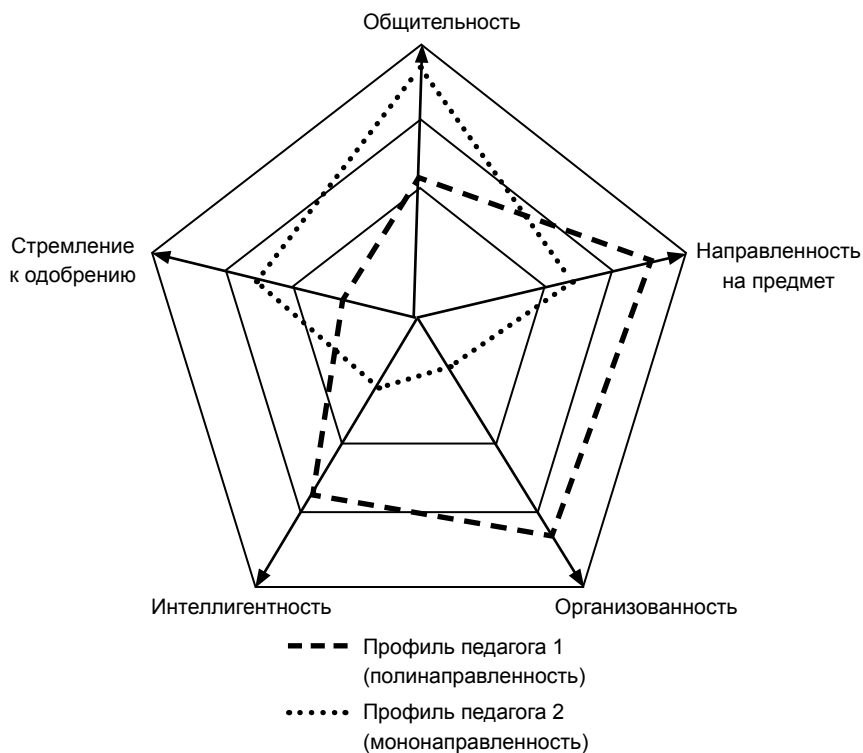 Общительность
Стремление
к одобрению
Направленность
на предмет
Интеллигентность
Организованность
Профиль педагога 1
(полинаправленность)
Профиль педагога 2
(мононаправленность)